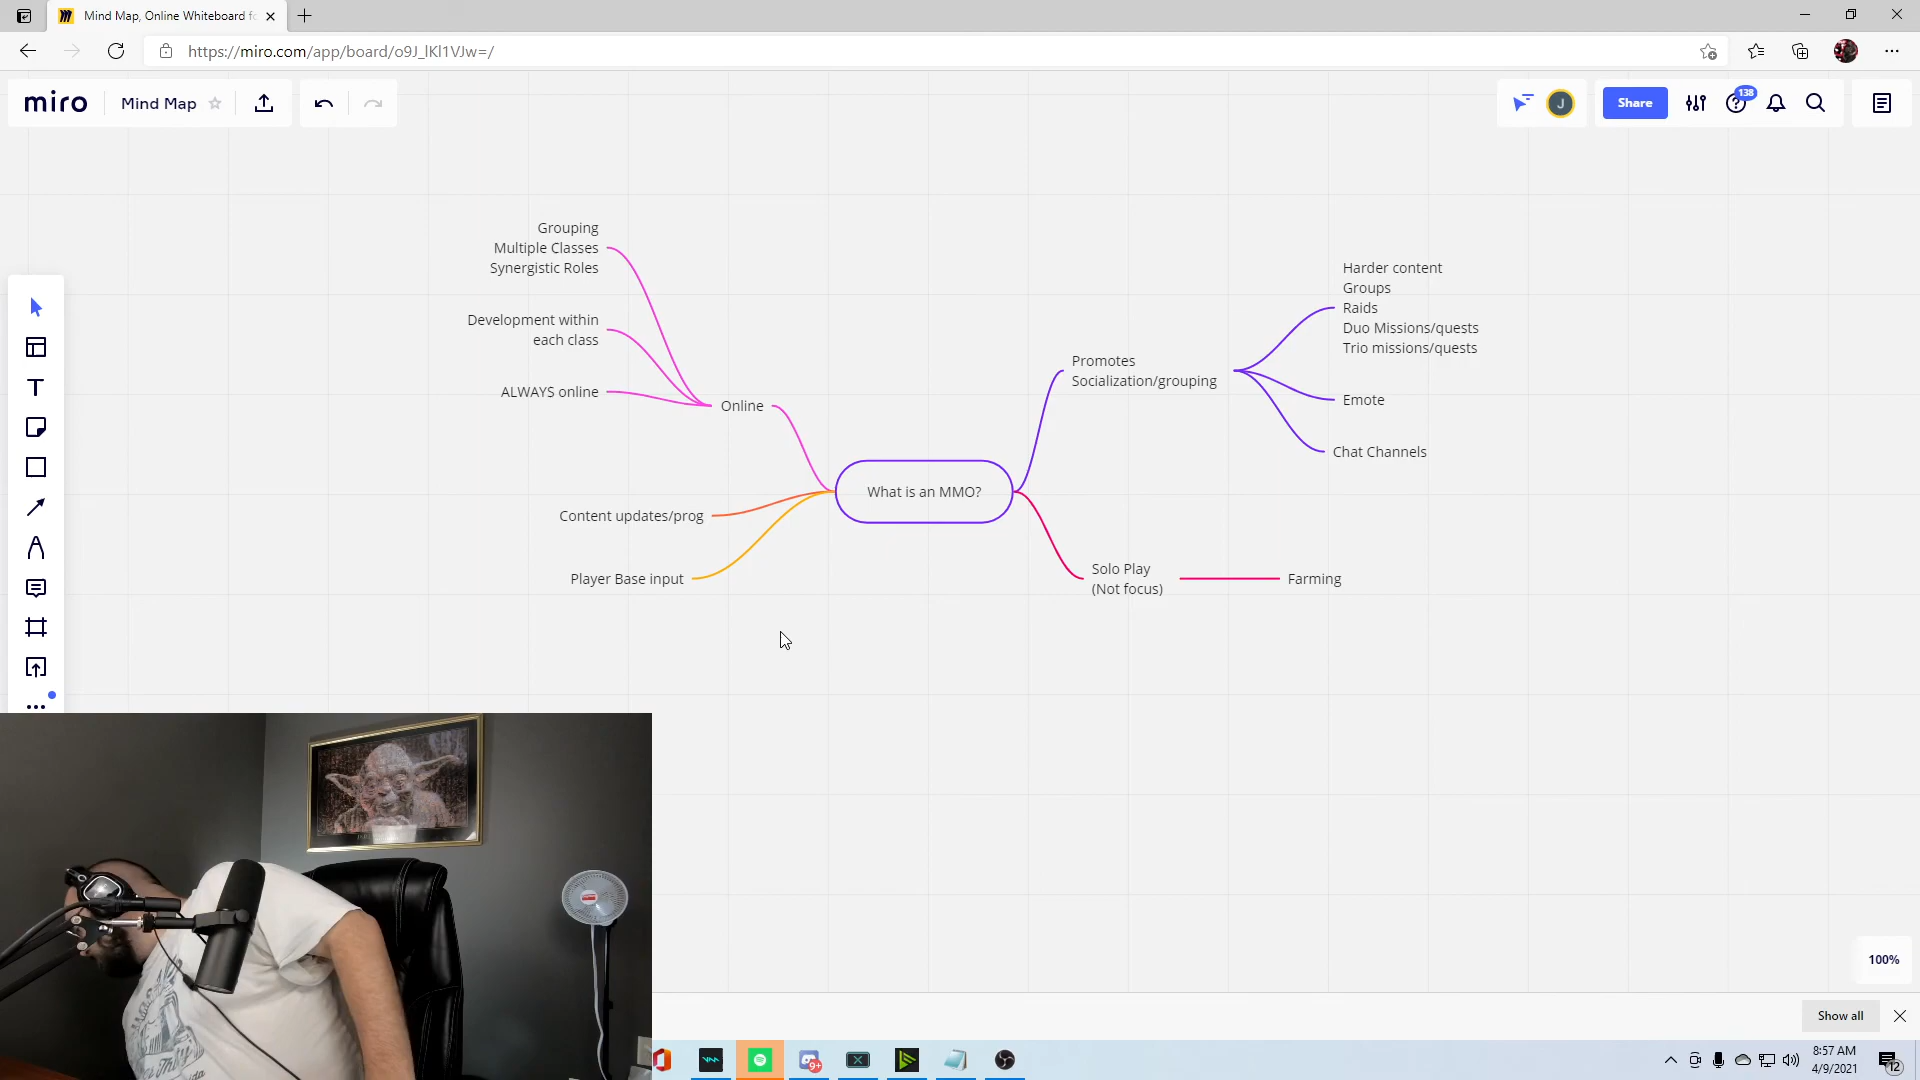 Mind Map, Online Whiteboard fo
https://miro.com/app/board/o9J_lKl1VJw=/
miro
Mind Map
J
Share
138
Grouping
Multiple Classes
Synergistic Roles
Development within
each class
ALWAYS online
Online
Content updates/prog
Player Base input
What is an MMO?
Promotes
Socialization/grouping
Harder content
Groups
Raids
Duo Missions/quests
Trio missions/quests
Emote
Chat Channels
Solo Play
(Not focus)
Farming
100%
Show all
9+
8:57 AM
4/9/2021
12